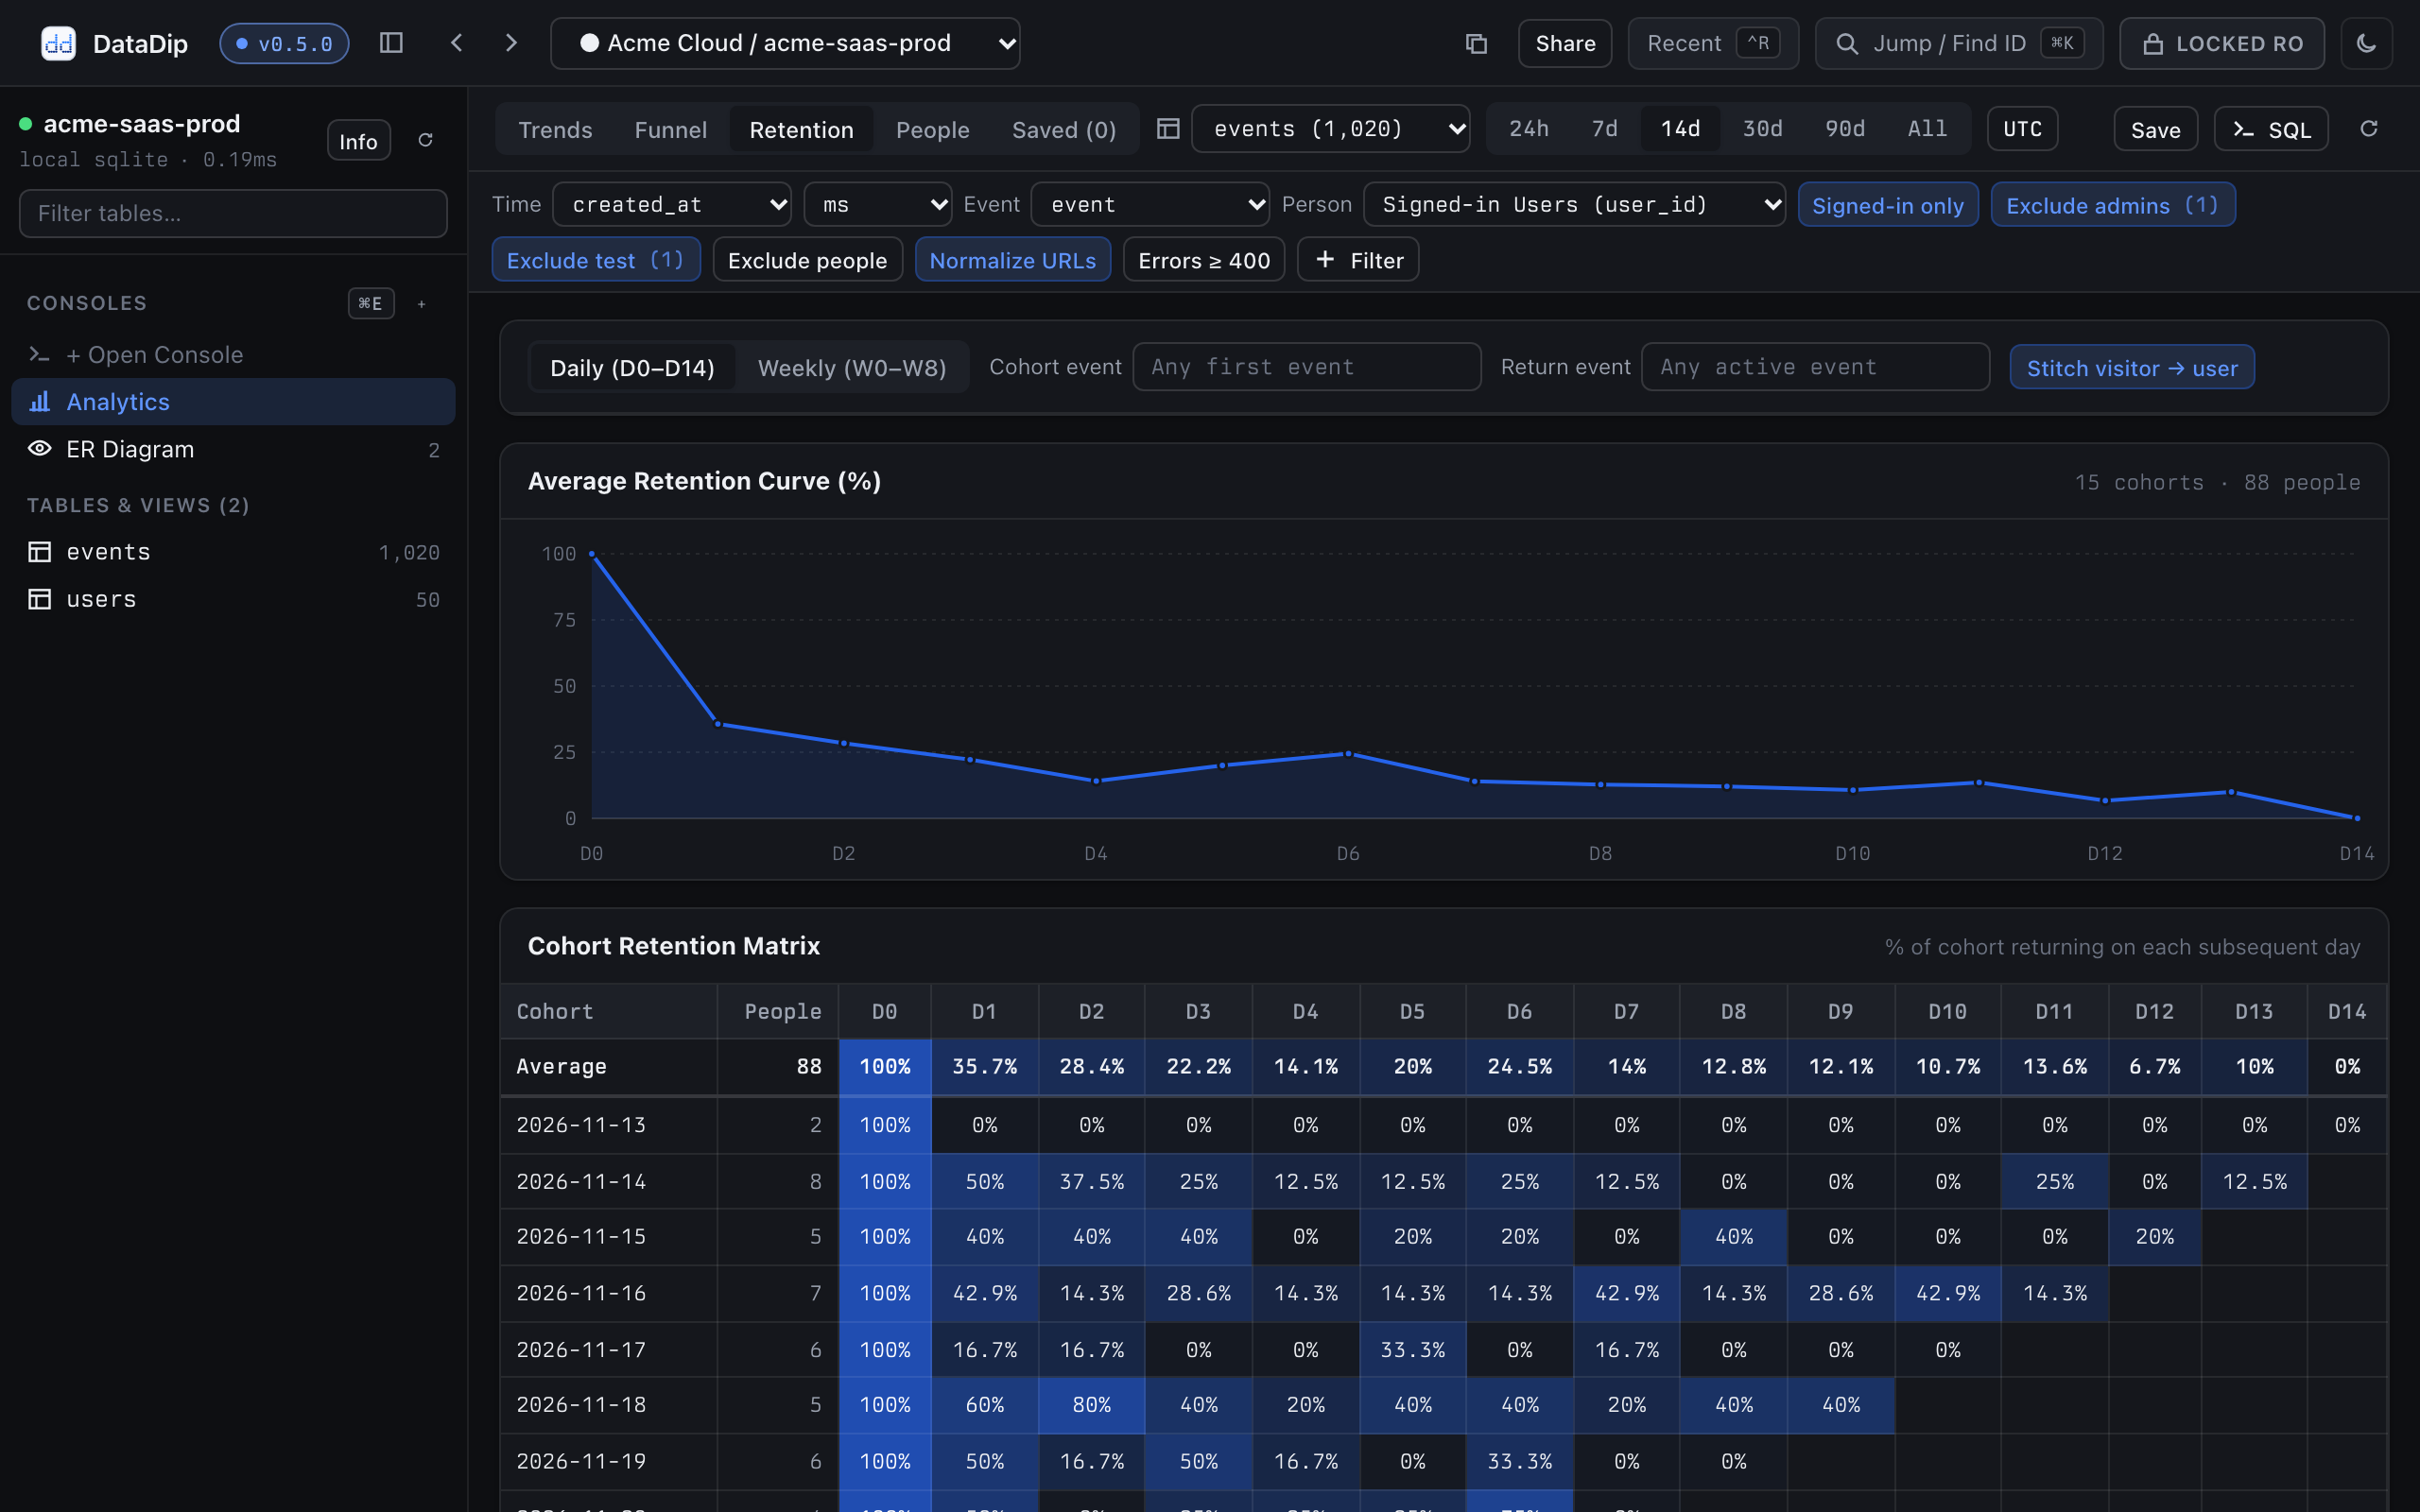 dd DataDip v0.5.0 Acme Cloud / acme-saas-prod Share Recent ^R Jump / Find ID ⌘K LOCKED RO
acme-saas-prod
local sqlite · 0.19ms
Info
Filter tables...
CONSOLES ⌘E +
+ Open Console
Analytics
ER Diagram 2
TABLES & VIEWS (2)
events 1,020
users 50
Trends Funnel Retention People Saved (0) events (1,020) 24h 7d 14d 30d 90d All UTC Save SQL
Time created_at ms Event event Person Signed-in Users (user_id) Signed-in only Exclude admins (1)
Exclude test (1) Exclude people Normalize URLs Errors ≥ 400 + Filter
Daily (D0–D14) Weekly (W0–W8) Cohort event Any first event Return event Any active event Stitch visitor → user
Average Retention Curve (%) 15 cohorts · 88 people
100
75
50
25
0
D0 D2 D4 D6 D8 D10 D12 D14
Cohort Retention Matrix % of cohort returning on each subsequent day
Cohort People D0 D1 D2 D3 D4 D5 D6 D7 D8 D9 D10 D11 D12 D13 D14
Average 88 100% 35.7% 28.4% 22.2% 14.1% 20% 24.5% 14% 12.8% 12.1% 10.7% 13.6% 6.7% 10% 0%
2026-11-13 2 100% 0% 0% 0% 0% 0% 0% 0% 0% 0% 0% 0% 0% 0% 0%
2026-11-14 8 100% 50% 37.5% 25% 12.5% 12.5% 25% 12.5% 0% 0% 0% 25% 0% 12.5%
2026-11-15 5 100% 40% 40% 40% 0% 20% 20% 0% 40% 0% 0% 0% 20%
2026-11-16 7 100% 42.9% 14.3% 28.6% 14.3% 14.3% 14.3% 42.9% 14.3% 28.6% 42.9% 14.3%
2026-11-17 6 100% 16.7% 16.7% 0% 0% 33.3% 0% 16.7% 0% 0% 0%
2026-11-18 5 100% 60% 80% 40% 20% 40% 40% 20% 40% 40%
2026-11-19 6 100% 50% 16.7% 50% 16.7% 0% 33.3% 0% 0%